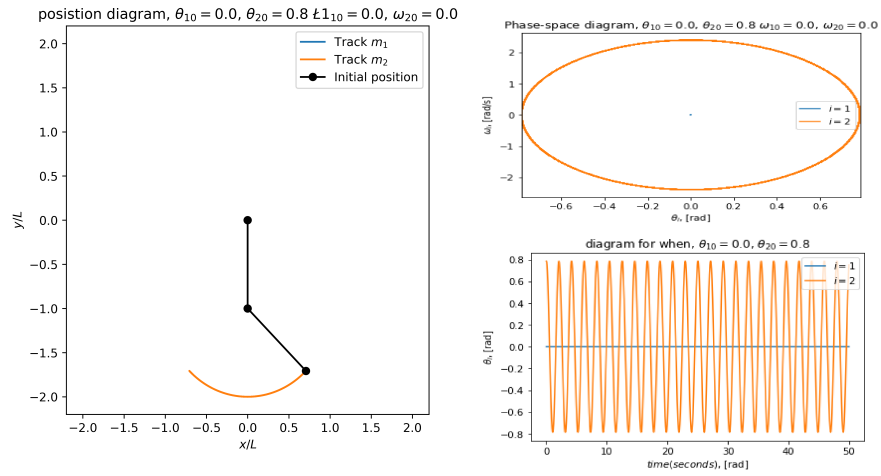 posistion diagram, θ₁₀ = 0.0, θ₂₀ = 0.8 £1₁₀ = 0.0, ω₂₀ = 0.0
Track m₁
Track m₂
Initial position
2.0
1.5
1.0
0.5
0.0
−0.5
−1.0
−1.5
−2.0
y/L
−2.0 −1.5 −1.0 −0.5 0.0 0.5 1.0 1.5 2.0
x/L
Phase-space diagram, θ₁₀ = 0.0, θ₂₀ = 0.8 ω₁₀ = 0.0, ω₂₀ = 0.0
2
1
0
−1
−2
ωᵢ, [rad/s]
i = 1
i = 2
−0.6 −0.4 −0.2 0.0 0.2 0.4 0.6
θᵢ, [rad]
diagram for when, θ₁₀ = 0.0, θ₂₀ = 0.8
0.8
0.6
0.4
0.2
0.0
−0.2
−0.4
−0.6
−0.8
θᵢ, [rad]
i = 1
i = 2
0 10 20 30 40 50
time(seconds), [rad]